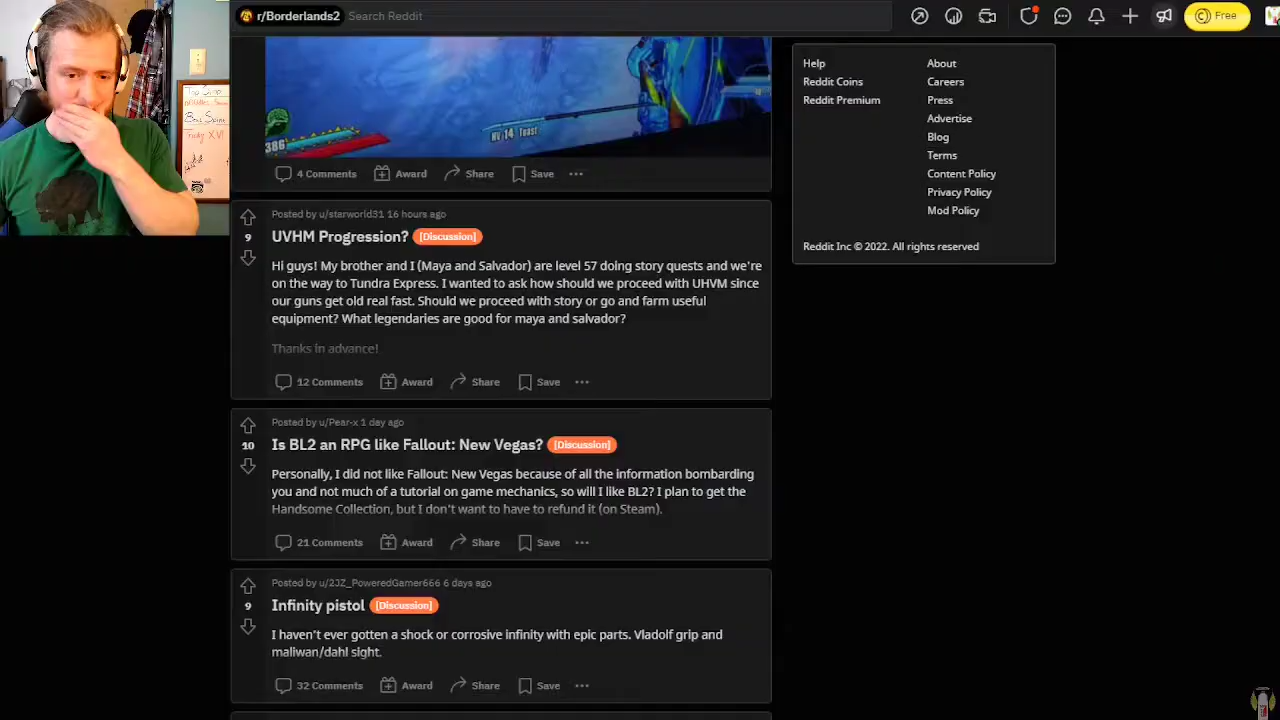 r/Borderlands2
Search Reddit
Free
386
NV 14 Toast
4 Comments Award Share Save
Posted by u/starworld31 16 hours ago
9
UVHM Progression? [Discussion]
Hi guys! My brother and I (Maya and Salvador) are level 57 doing story quests and we're
on the way to Tundra Express. I wanted to ask how should we proceed with UHVM since
our guns get old real fast. Should we proceed with story or go and farm useful
equipment? What legendaries are good for maya and salvador?
Thanks in advance!
12 Comments Award Share Save
Posted by u/Pear-x 1 day ago
10
Is BL2 an RPG like Fallout: New Vegas? [Discussion]
Personally, I did not like Fallout: New Vegas because of all the information bombarding
you and not much of a tutorial on game mechanics, so will I like BL2? I plan to get the
Handsome Collection, but I don't want to have to refund it (on Steam).
21 Comments Award Share Save
Posted by u/2JZ_PoweredGamer666 6 days ago
9
Infinity pistol [Discussion]
I haven't ever gotten a shock or corrosive infinity with epic parts. Vladolf grip and
maliwan/dahl sight.
32 Comments Award Share Save
Help
Reddit Coins
Reddit Premium
About
Careers
Press
Advertise
Blog
Terms
Content Policy
Privacy Policy
Mod Policy
Reddit Inc © 2022. All rights reserved